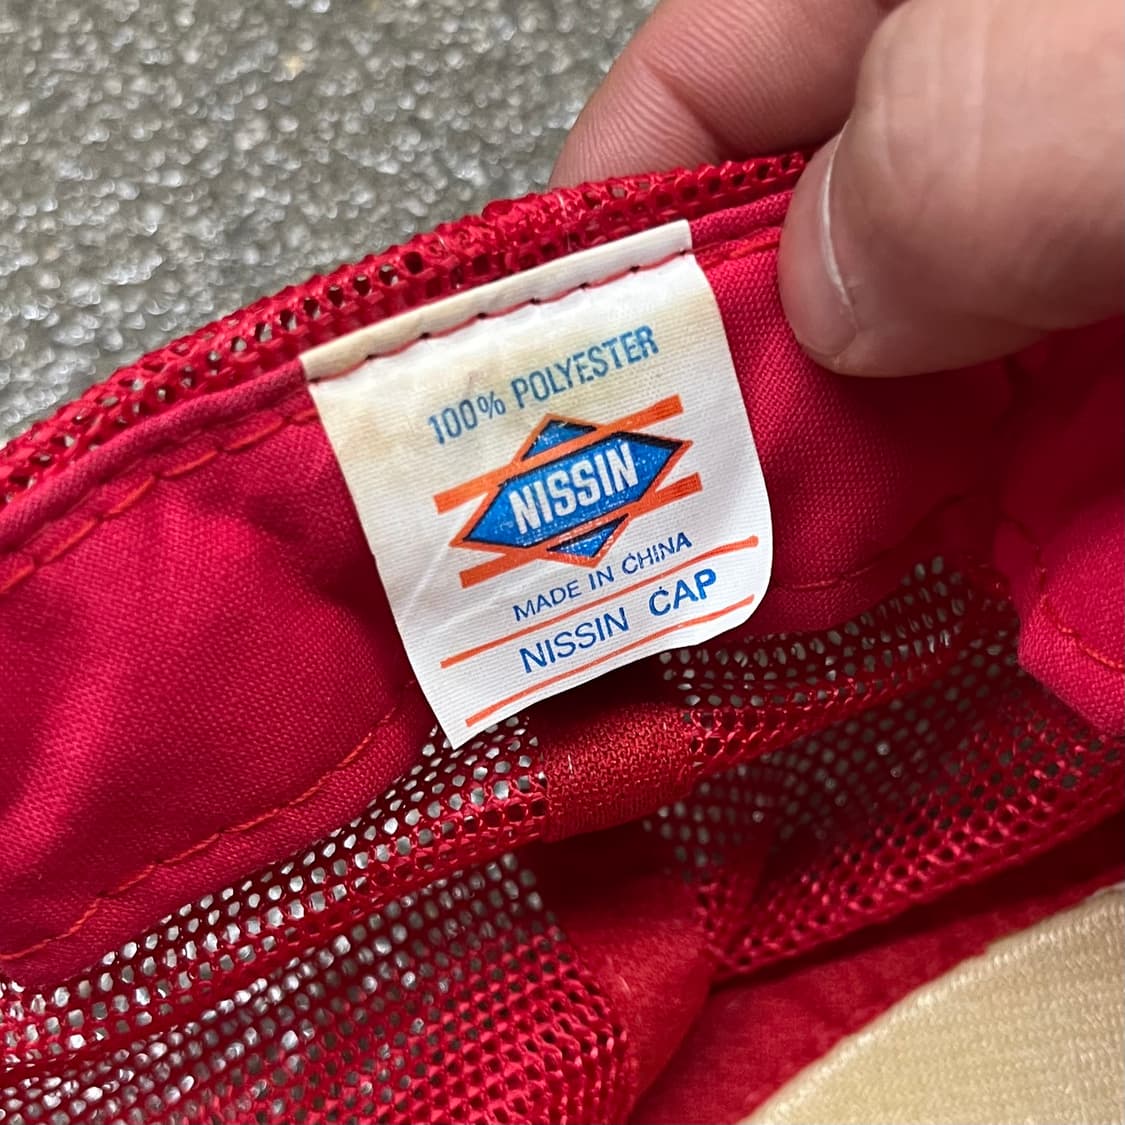 100% POLYESTER
NISSIN
MADE IN CHINA
NISSIN CAP